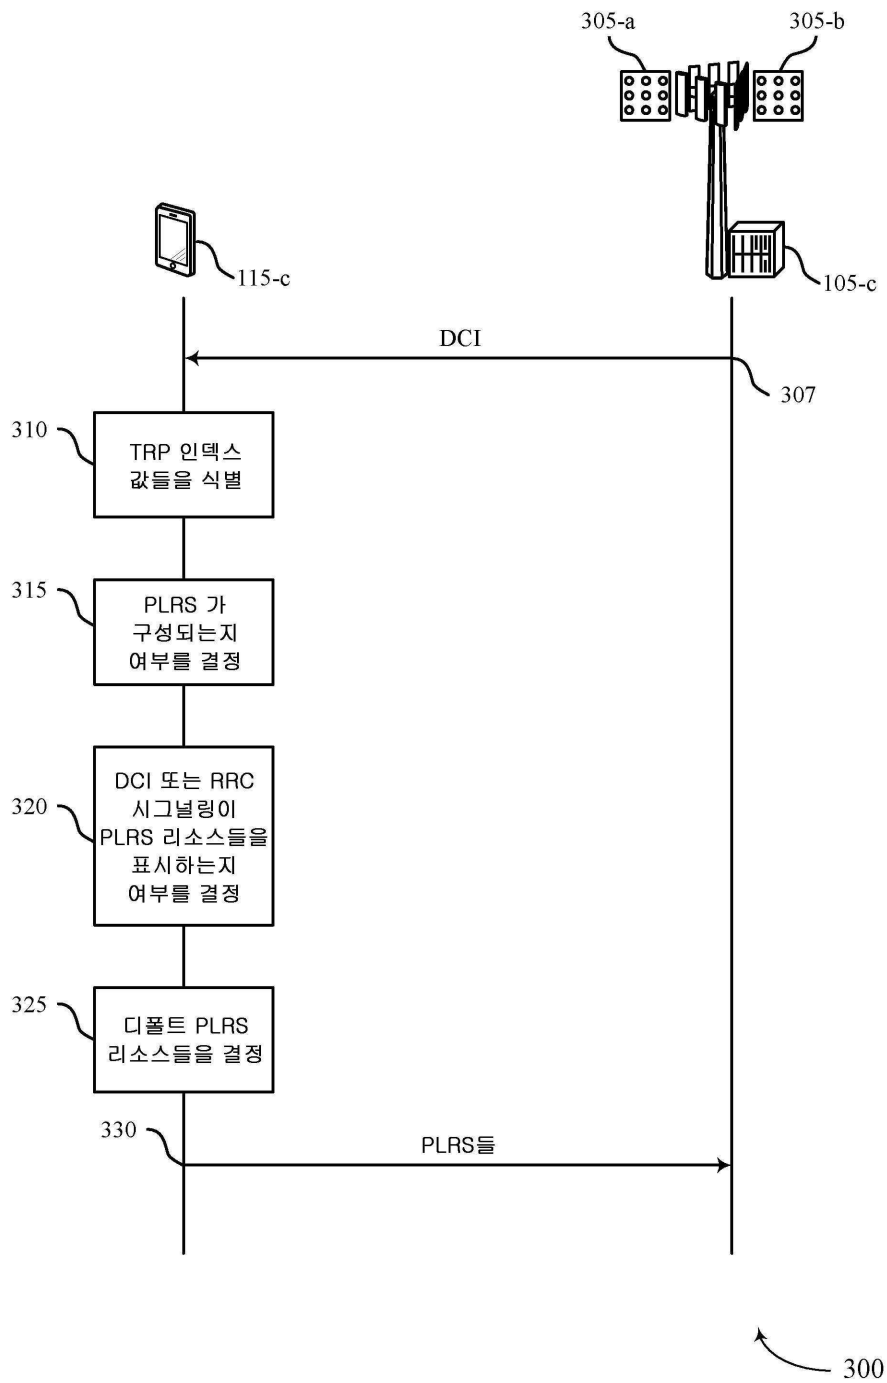 305-a
305-b
115-c
105-c
DCI
307
310
TRP 인덱스
값들을 식별
315
PLRS 가
구성되는지
여부를 결정
320
DCI 또는 RRC
시그널링이
PLRS 리소스들을
표시하는지
여부를 결정
325
디폴트 PLRS
리소스들을 결정
330
PLRS들
300